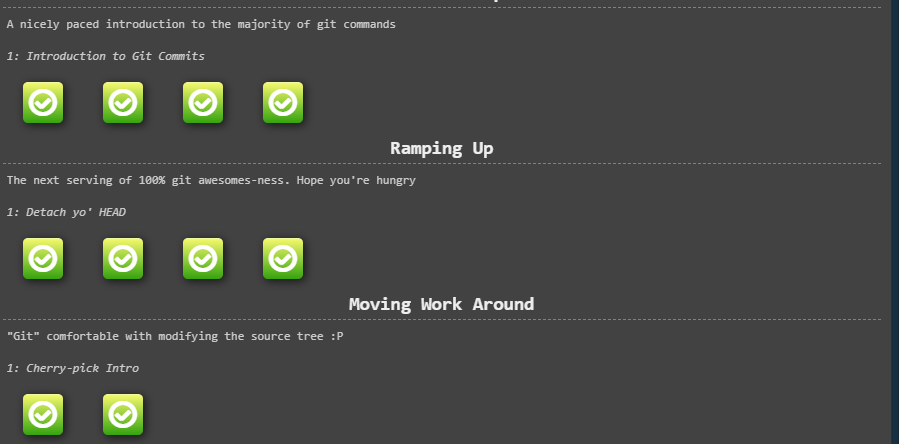 A nicely paced introduction to the majority of git commands
1: Introduction to Git Commits
Ramping Up
The next serving of 100% git awesomes-ness. Hope you're hungry
1: Detach yo' HEAD
Moving Work Around
"Git" comfortable with modifying the source tree :P
1: Cherry-pick Intro